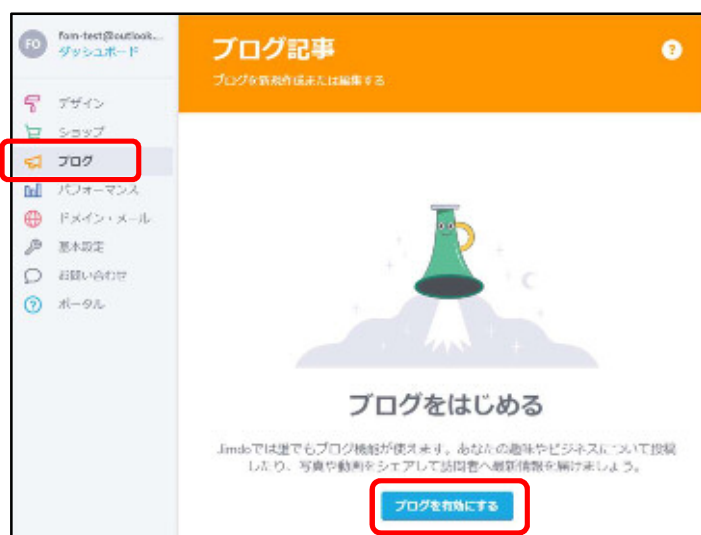 FO
fom-test@outlook....
ダッシュボード
デザイン
ショップ
ブログ
パフォーマンス
ドメイン・メール
基本設定
お問い合わせ
ポータル
ブログ記事
?
ブログを新規作成または編集する
ブログをはじめる
Jimdoでは誰でもブログ機能が使えます。あなたの趣味やビジネスについて投稿
したり、写真や動画をシェアして訪問者へ最新情報を届けましょう。
ブログを有効にする